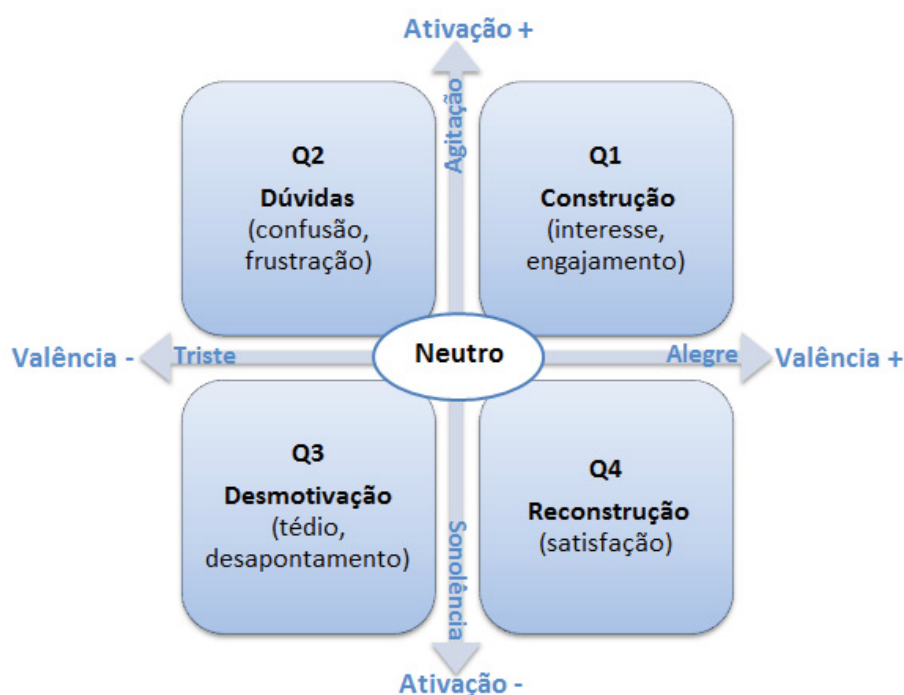 Ativação +
Agitação
Q2
Dúvidas
(confusão,
frustração)
Q1
Construção
(interesse,
engajamento)
Valência -
Triste
Neutro
Alegre
Valência +
Q3
Desmotivação
(tédio,
desapontamento)
Q4
Reconstrução
(satisfação)
Sonolência
Ativação -